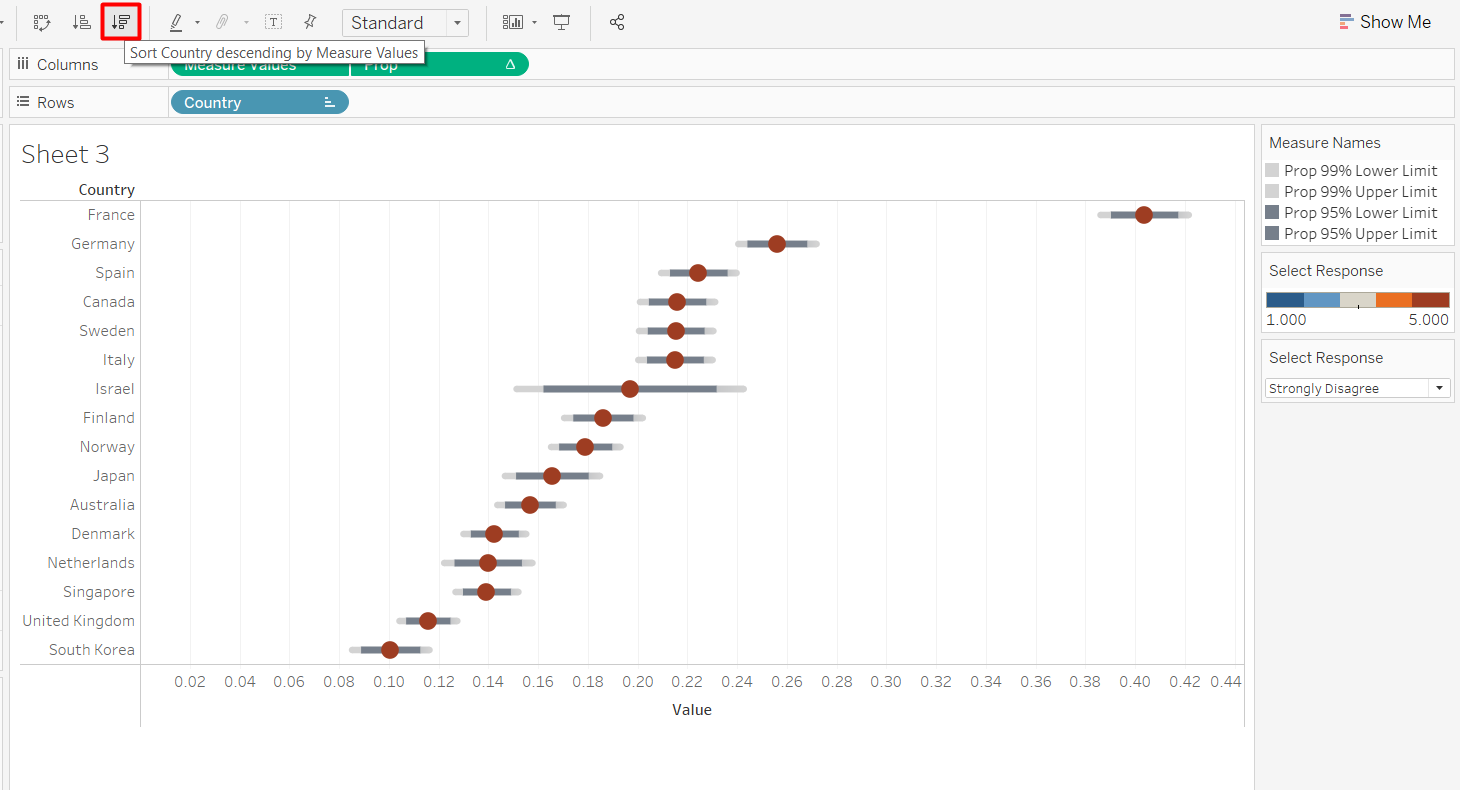 Standard
Show Me
Sort Country descending by Measure Values
Columns
Measure Values
Prop
Δ
Rows
Country
Sheet 3
Country
France
Germany
Spain
Canada
Sweden
Italy
Israel
Finland
Norway
Japan
Australia
Denmark
Netherlands
Singapore
United Kingdom
South Korea
0.02 0.04 0.06 0.08 0.10 0.12 0.14 0.16 0.18 0.20 0.22 0.24 0.26 0.28 0.30 0.32 0.34 0.36 0.38 0.40 0.42 0.44
Value
Measure Names
Prop 99% Lower Limit
Prop 99% Upper Limit
Prop 95% Lower Limit
Prop 95% Upper Limit
Select Response
1.000 5.000
Select Response
Strongly Disagree